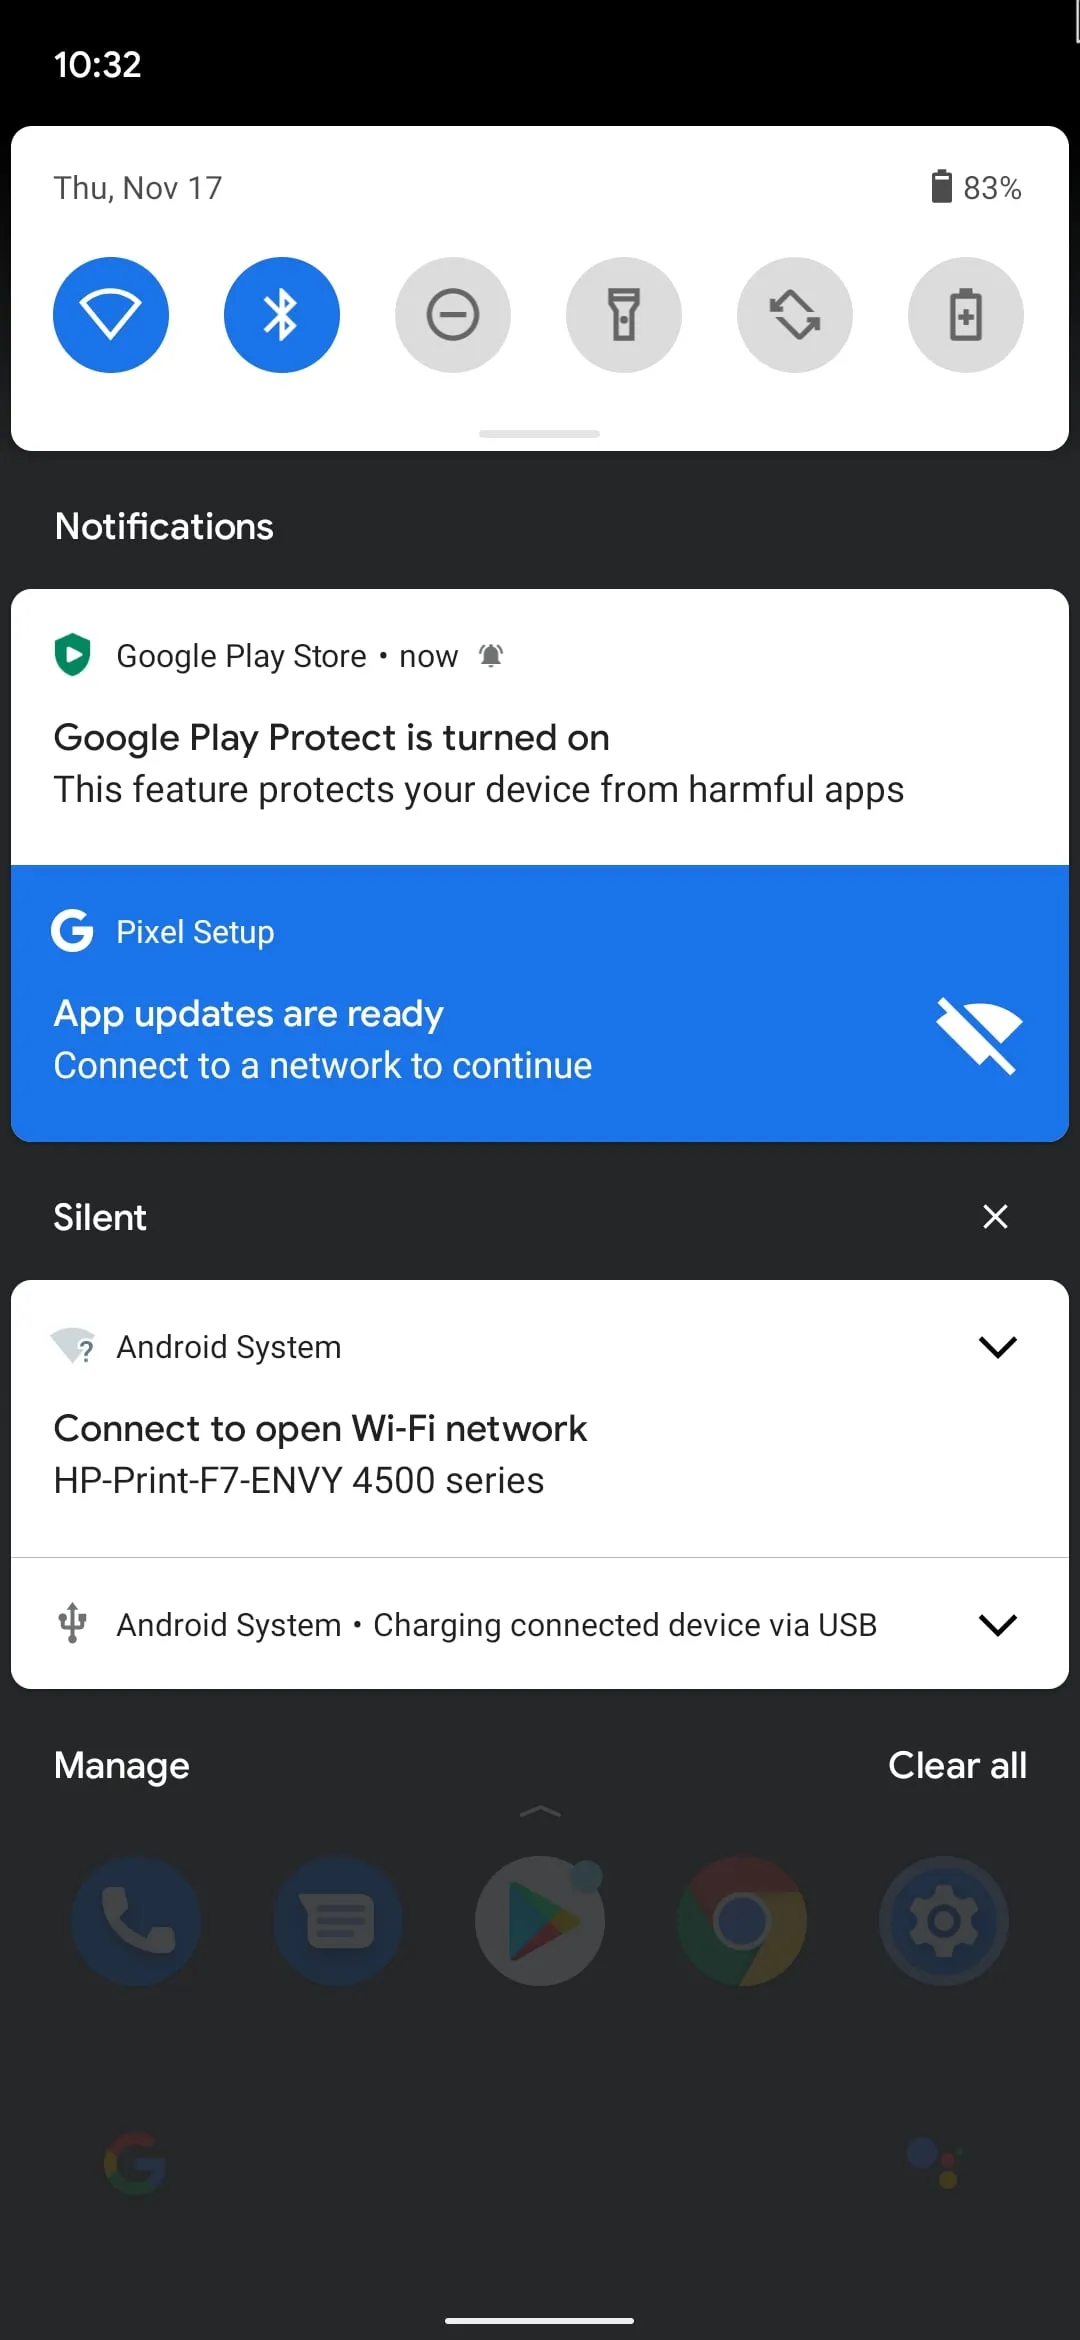 10:32
Thu, Nov 17
83%
Notifications
Google Play Store • now
Google Play Protect is turned on
This feature protects your device from harmful apps
Pixel Setup
App updates are ready
Connect to a network to continue
Silent
Android System
Connect to open Wi-Fi network
HP-Print-F7-ENVY 4500 series
Android System • Charging connected device via USB
Manage
Clear all